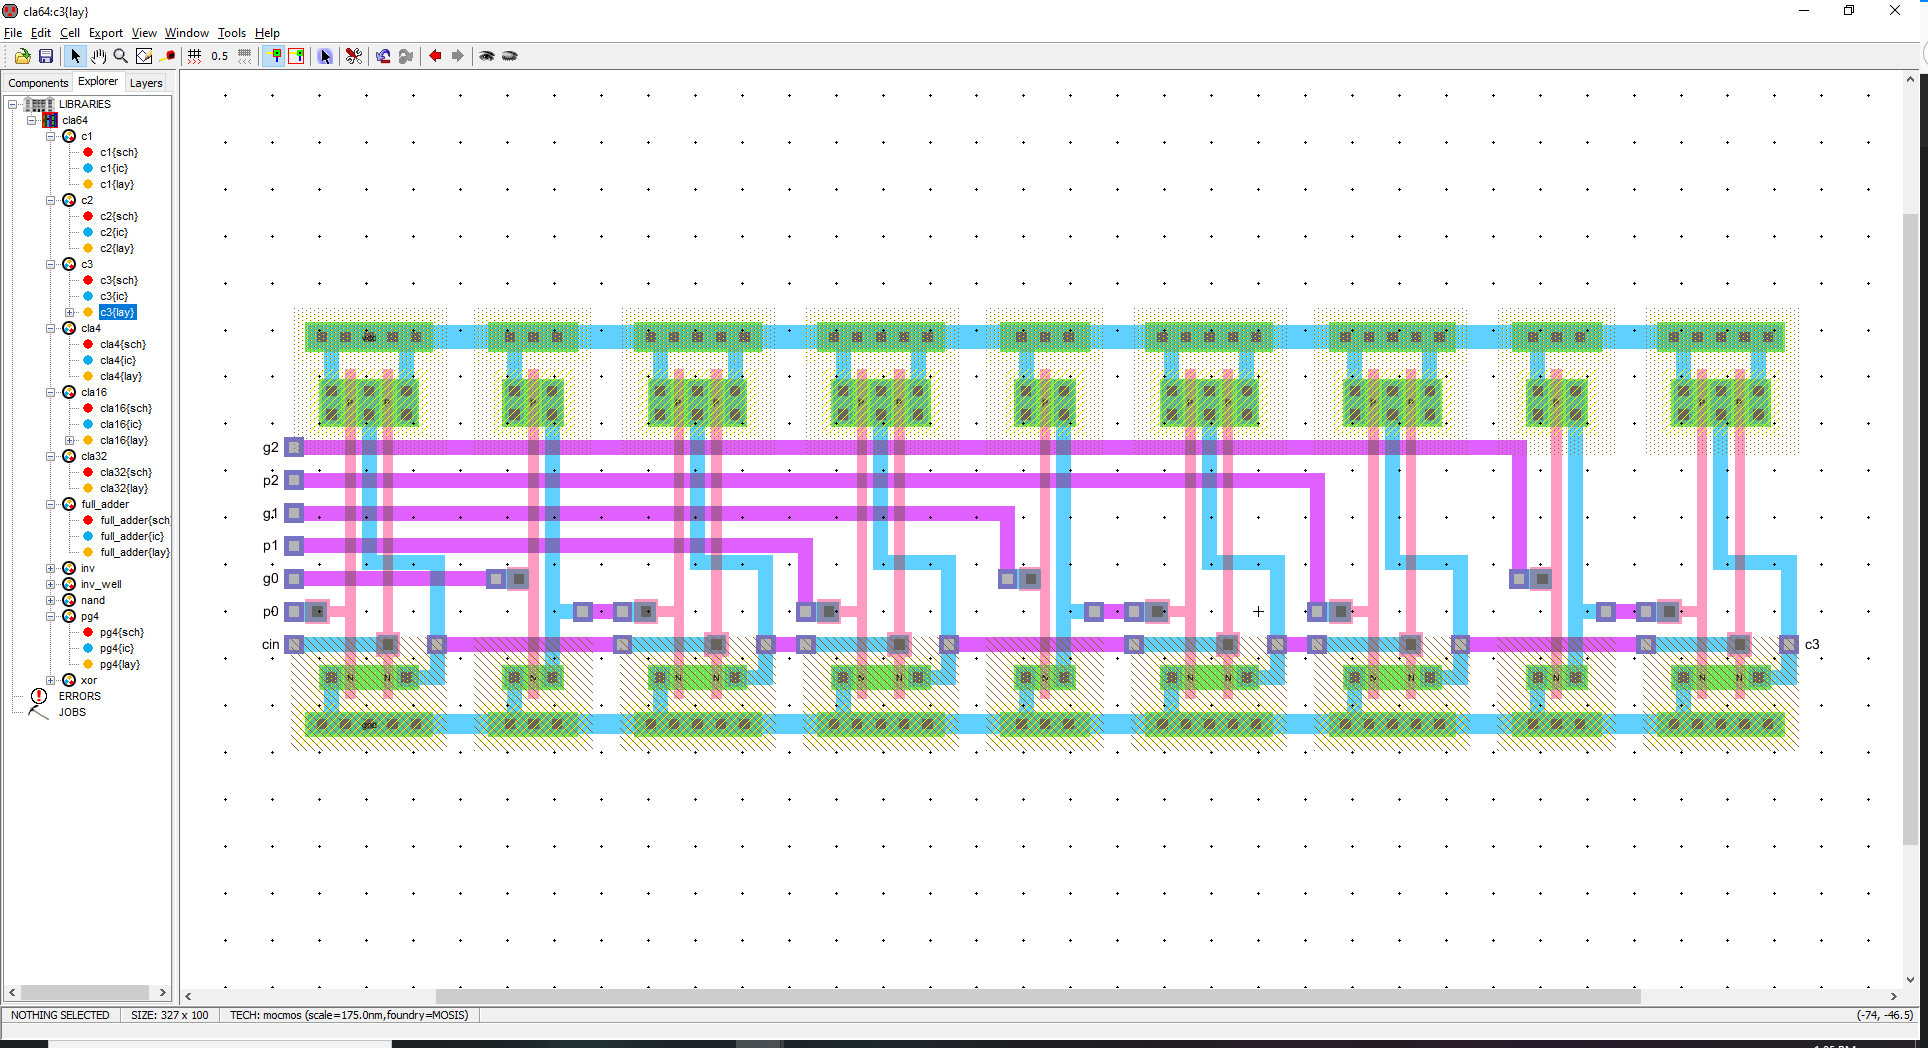 cla64:c3{lay}
File Edit Cell Export View Window Tools Help
0.5
Components Explorer Layers
LIBRARIES
cla64
c1
c1{sch}
c1{ic}
c1{lay}
c2
c2{sch}
c2{ic}
c2{lay}
c3
c3{sch}
c3{ic}
c3{lay}
cla4
cla4{sch}
cla4{ic}
cla4{lay}
cla16
cla16{sch}
cla16{ic}
cla16{lay}
cla32
cla32{sch}
cla32{lay}
full_adder
full_adder{sch
full_adder{ic}
full_adder{lay}
inv
inv_well
nand
pg4
pg4{sch}
pg4{ic}
pg4{lay}
xor
ERRORS
JOBS
vdd
P P P P P P P P P P P P P P P
g2
p2
g1
p1
g0
p0
cin c3
N N N N N N N N N N N N N N N
gnd
NOTHING SELECTED SIZE: 327 x 100 TECH: mocmos (scale=175.0nm,foundry=MOSIS) (-74, -46.5)